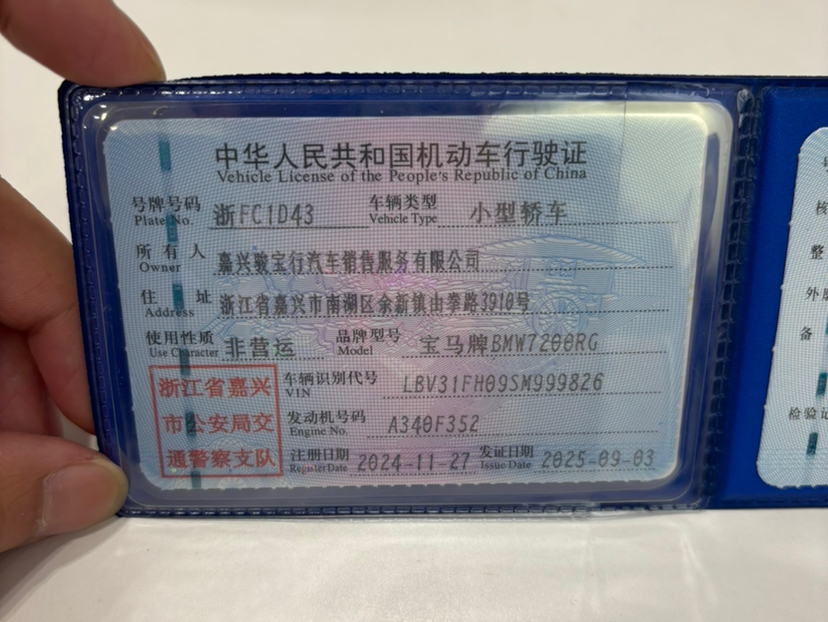 中华人民共和国机动车行驶证
Vehicle License of the People's Republic of China
号牌号码 浙FC1D43 车辆类型 小型轿车
Plate No. Vehicle Type
所有人 嘉兴骏宝行汽车销售服务有限公司
Owner
住址 浙江省嘉兴市南湖区余新镇由拳路3910号
Address
使用性质 非营运 品牌型号 宝马牌BMW7200RG
Use Character Model
浙江省嘉兴
市公安局交
通警察支队
车辆识别代号 LBV31FH09SM999826
VIN
发动机号码 A340F352
Engine No.
注册日期 2024-11-27 发证日期 2025-09-03
Register Date Issue Date
核
整
外
备
检验